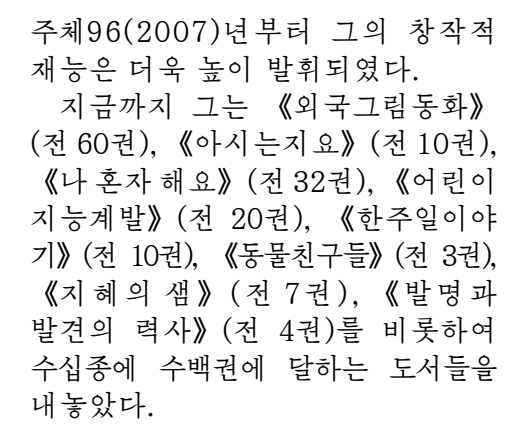 주체96(2007)년부터 그의 창작적
재능은 더욱 높이 발휘되였다.
지금까지 그는 《외국그림동화》
(전 60권), 《아시는지요》(전 10권),
《나 혼자 해요》(전 32권), 《어린이
지능계발》(전 20권), 《한주일이야
기》(전 10권), 《동물친구들》(전 3권),
《지혜의 샘》(전 7권), 《발명과
발견의 력사》(전 4권)를 비롯하여
수십종에 수백권에 달하는 도서들을
내놓았다.